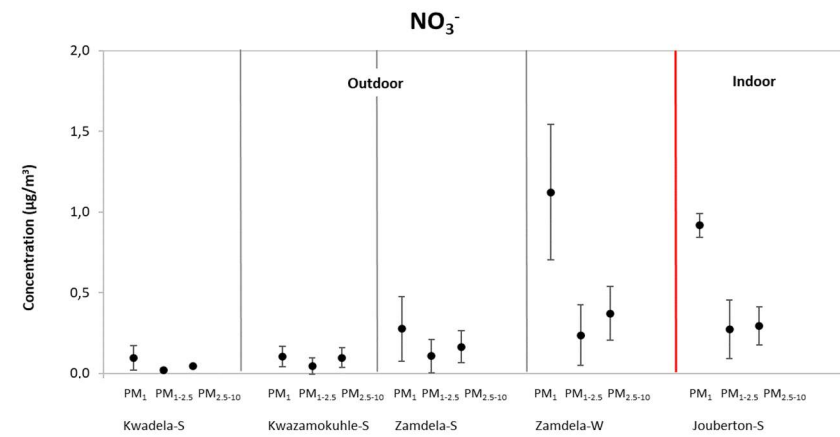 NO₃⁻
2,0
Outdoor
Indoor
1,5
Concentration (µg/m³)
1,0
0,5
0.0
PM₁ PM₁₋₂.₅ PM₂.₅₋₁₀ PM₁ PM₁₋₂.₅ PM₂.₅₋₁₀ PM₁ PM₁₋₂.₅ PM₂.₅₋₁₀ PM₁ PM₁₋₂.₅ PM₂.₅₋₁₀ PM₁ PM₁₋₂.₅ PM₂.₅₋₁₀
Kwadela-S Kwazamokuhle-S Zamdela-S Zamdela-W Jouberton-S